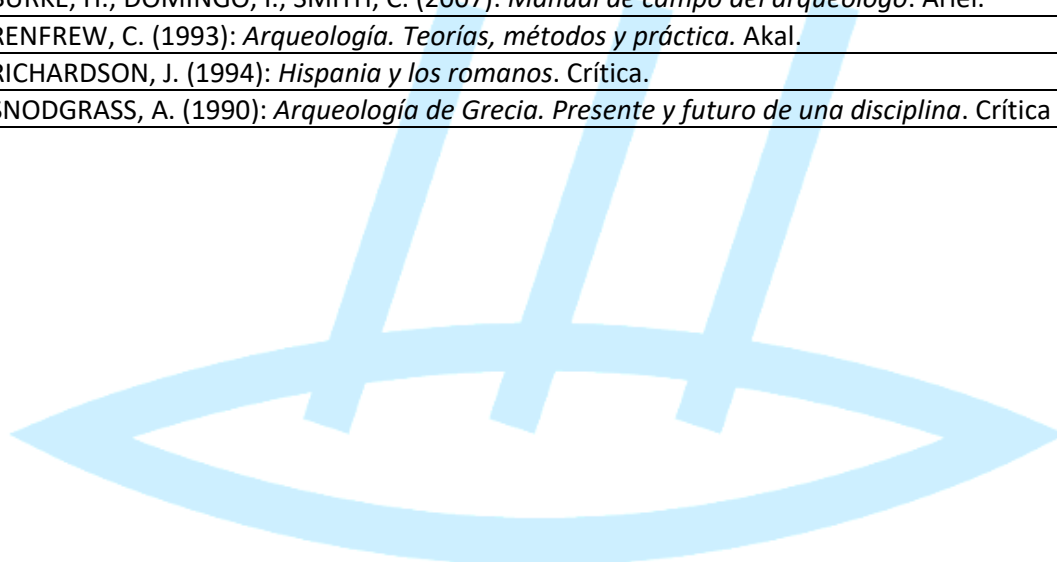 BURKE, H., DOMINGO, I., SMITH, C. (2007): Manual de campo del arqueólogo. Ariel.
RENFREW, C. (1993): Arqueología. Teorías, métodos y práctica. Akal.
RICHARDSON, J. (1994): Hispania y los romanos. Crítica.
SNODGRASS, A. (1990): Arqueología de Grecia. Presente y futuro de una disciplina. Crítica